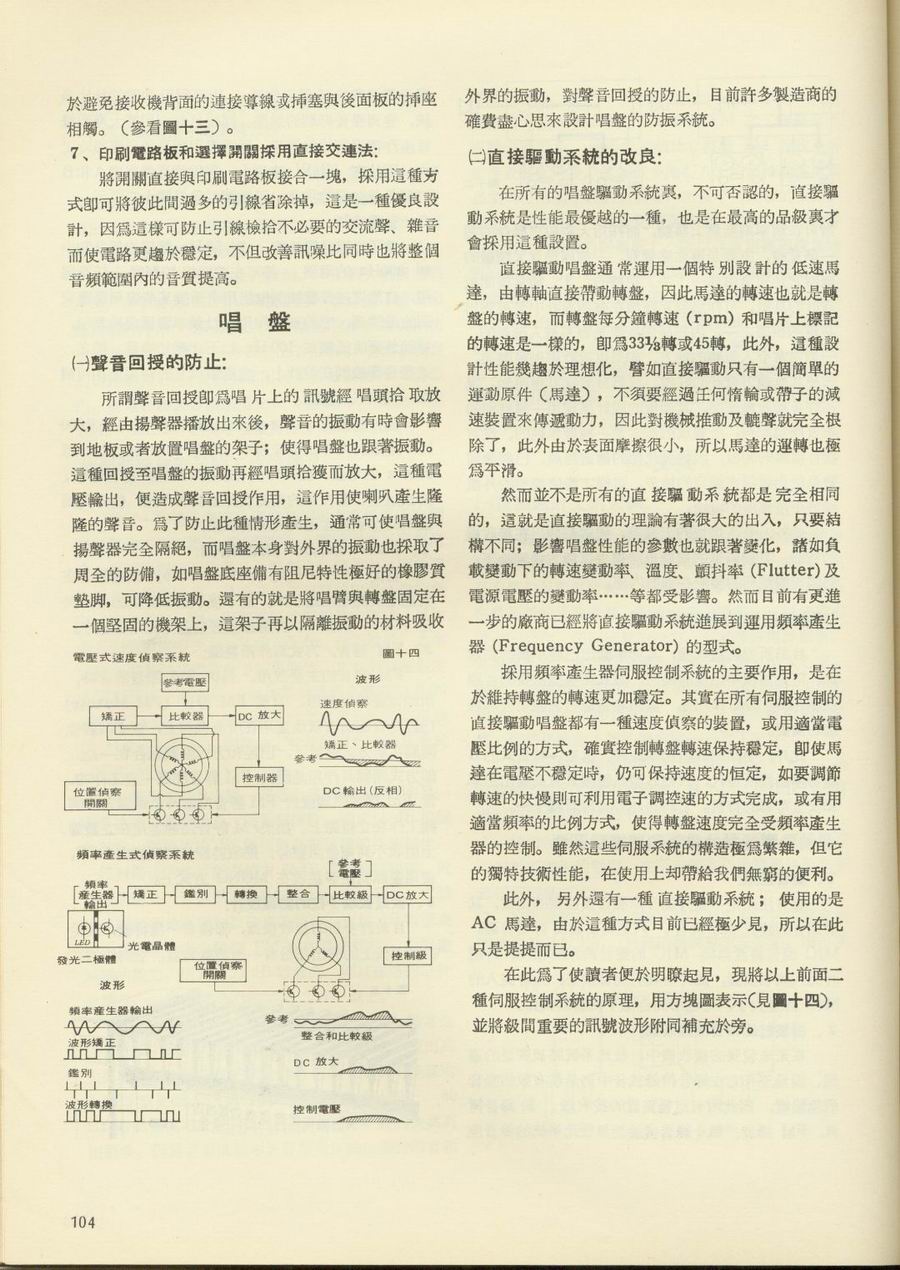 於避免接收機背面的連接導線或插塞與後面板的插座
相觸。（參看圖十三）。
7、印刷電路板和選擇開關採用直接交連法:
將開關直接與印刷電路板接合一塊，採用這種方
式卽可將彼此間過多的引線省除掉，這是一種優良設
計，因爲這樣可防止引線檢拾不必要的交流聲、雜音
而使電路更趨於穩定，不但改善訊噪比同時也將整個
音頻範圍內的音質提高。
唱 盤
㈠聲音回授的防止:
所謂聲音回授卽爲唱片上的訊號經唱頭拾取放
大，經由揚聲器播放出來後，聲音的振動有時會影響
到地板或者放置唱盤的架子；使得唱盤也跟著振動。
這種回授至唱盤的振動再經唱頭拾獲而放大，這種電
壓輸出，便造成聲音回授作用，這作用使喇叭產生隆
隆的聲音。爲了防止此種情形產生，通常可使唱盤與
揚聲器完全隔絕，而唱盤本身對外界的振動也採取了
周全的防備，如唱盤底座備有阻尼特性極好的橡膠質
墊脚，可降低振動。還有的就是將唱臂與轉盤固定在
一個堅固的機架上，這架子再以隔離振動的材料吸收
電壓式速度偵察系統
圖十四
參考電壓
矯正
比較器
DC 放大
控制器
位置偵察
開關
波形
速度偵察
矯正、比較器
參考
DC輸出(反相)
頻率產生式偵察系統
參考
電壓
頻率
產生器
輸出
矯正
鑑別
轉換
整合
比較級
DC放大
LED
光電晶體
發光二極體
位置偵察
開關
控制級
波形
頻率產生器輸出
波形矯正
鑑別
波形轉換
參考
整合和比較級
DC 放大
控制電壓
外界的振動，對聲音回授的防止，目前許多製造商的
確費盡心思來設計唱盤的防振系統。
㈡直接驅動系統的改良:
在所有的唱盤驅動系統裏，不可否認的，直接驅
動系統是性能最優越的一種，也是在最高的品級裏才
會採用這種設置。
直接驅動唱盤通常運用一個特別設計的低速馬
達，由轉軸直接帶動轉盤，因此馬達的轉速也就是轉
盤的轉速，而轉盤每分鐘轉速 (rpm) 和唱片上標記
的轉速是一樣的，卽爲33⅓轉或45轉，此外，這種設
計性能幾趨於理想化，譬如直接驅動只有一個簡單的
運動原件（馬達），不須要經過任何惰輪或帶子的減
速裝置來傳遞動力，因此對機械推動及轆聲就完全根
除了，此外由於表面摩擦很小，所以馬達的運轉也極
爲平滑。
然而並不是所有的直接驅動系統都是完全相同
的，這就是直接驅動的理論有著很大的出入，只要結
構不同；影響唱盤性能的參數也就跟著變化，諸如負
載變動下的轉速變動率、溫度、顫抖率 (Flutter) 及
電源電壓的變動率……等都受影響。然而目前有更進
一步的廠商已經將直接驅動系統進展到運用頻率產生
器 (Frequency Generator) 的型式。
採用頻率產生器伺服控制系統的主要作用，是在
於維持轉盤的轉速更加穩定。其實在所有伺服控制的
直接驅動唱盤都有一種速度偵察的裝置，或用適當電
壓比例的方式，確實控制轉盤轉速保持穩定，卽使馬
達在電壓不穩定時，仍可保持速度的恒定，如要調節
轉速的快慢則可利用電子調控速的方式完成，或有用
適當頻率的比例方式，使得轉盤速度完全受頻率產生
器的控制。雖然這些伺服系統的構造極爲繁雜，但它
的獨特技術性能，在使用上却帶給我們無窮的便利。
此外，另外還有一種直接驅動系統；使用的是
AC 馬達，由於這種方式目前已經極少見，所以在此
只是提提而已。
在此爲了使讀者便於明瞭起見，現將以上前面二
種伺服控制系統的原理，用方塊圖表示(見圖十四)，
並將級間重要的訊號波形附同補充於旁。
104